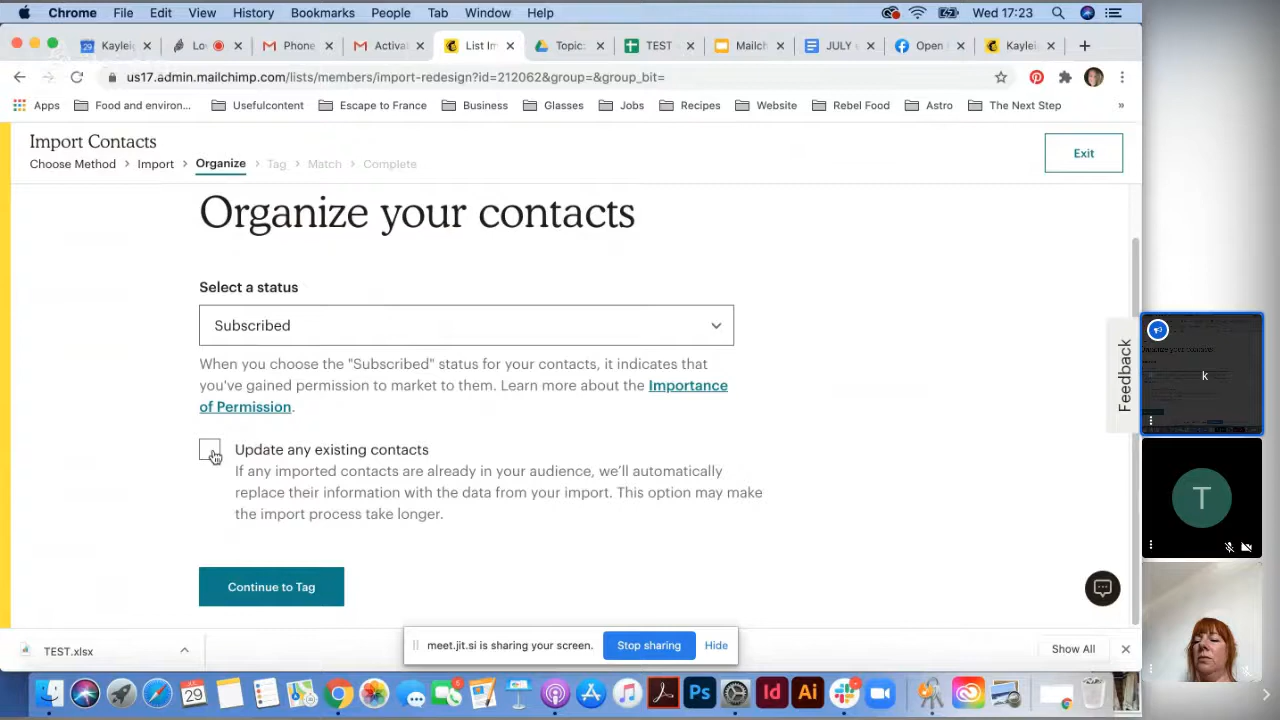 Chrome File Edit View History Bookmarks People Tab Window Help Wed 17:23
Kayleig Lo Phone Activa List Im Topic: TEST - Mailch JULY Open Kaylei
us17.admin.mailchimp.com/lists/members/import-redesign?id=212062&group=&group_bit=
Apps Food and environ... Usefulcontent Escape to France Business Glasses Jobs Recipes Website Rebel Food Astro The Next Step »
Import Contacts
Choose Method > Import > Organize > Tag > Match > Complete
Exit
Organize your contacts
Select a status
Subscribed
When you choose the "Subscribed" status for your contacts, it indicates that
you've gained permission to market to them. Learn more about the Importance
of Permission.
Update any existing contacts
If any imported contacts are already in your audience, we'll automatically
replace their information with the data from your import. This option may make
the import process take longer.
Continue to Tag
Feedback
k
T
TEST.xlsx
meet.jit.si is sharing your screen. Stop sharing Hide
Show All
29 Ps Id Ai